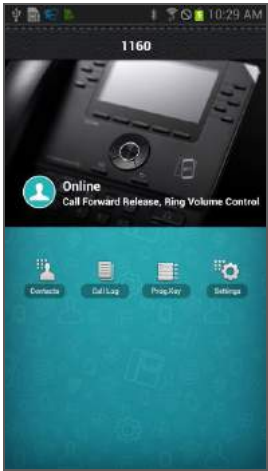 10:29 AM
1160
Online
Call Forward Release, Ring Volume Control
Contacts
Call Log
Prog.Key
Settings